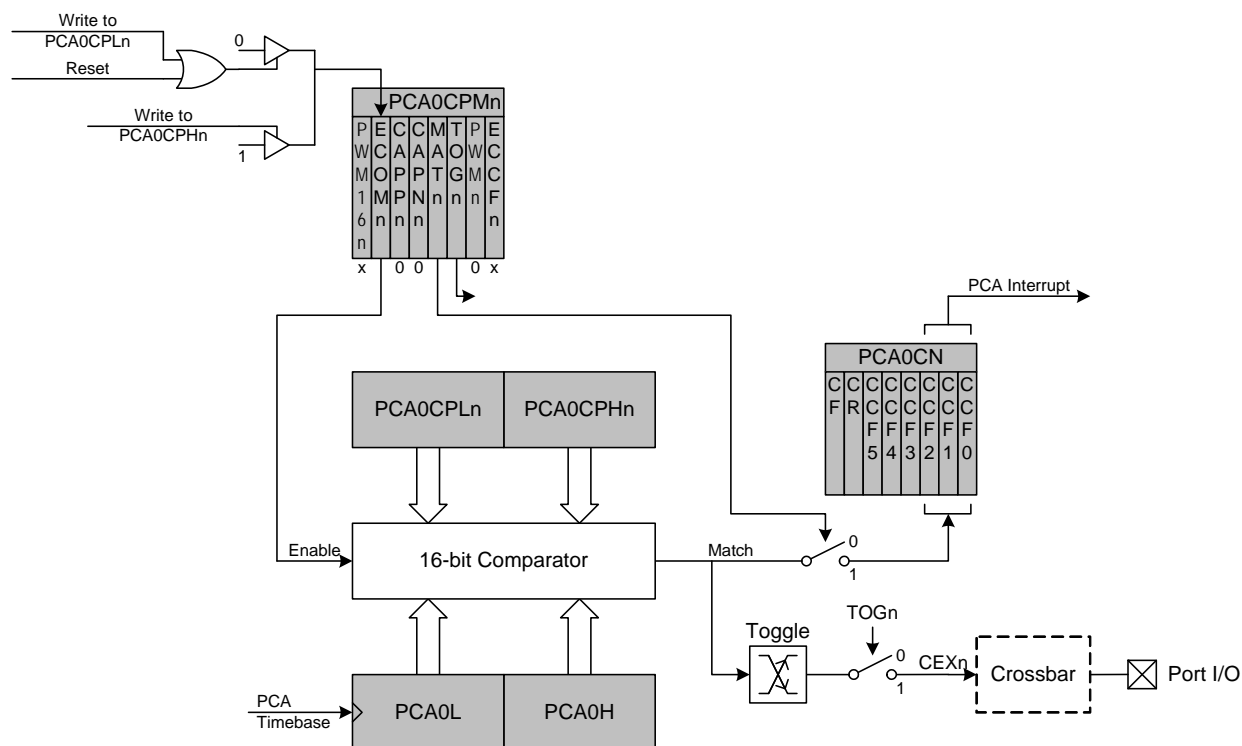 Write to
PCA0CPLn
Reset
0
Write to
PCA0CPHn
1
PCA0CPMn
PWM16n
ECOMn
CAPPn
CAPNn
MATn
TOGn
PWMn
ECCFn
x 0 0 0 x
PCA Interrupt
PCA0CN
CF
CR
CCF5
CCF4
CCF3
CCF2
CCF1
CCF0
PCA0CPLn PCA0CPHn
Enable
16-bit Comparator
Match
0
1
TOGn
Toggle
0
1
CEXn
Crossbar
Port I/O
PCA
Timebase
PCA0L PCA0H